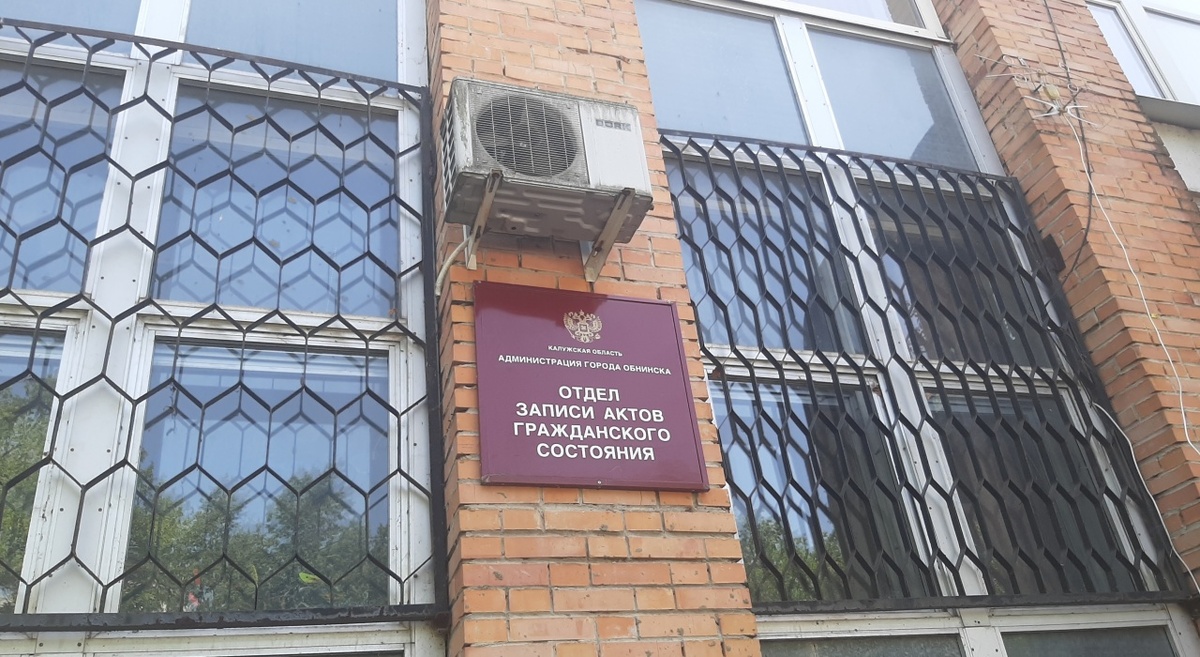 КАЛУЖСКАЯ ОБЛАСТЬ
АДМИНИСТРАЦИЯ ГОРОДА ОБНИНСКА
ОТДЕЛ
ЗАПИСИ АКТОВ
ГРАЖДАНСКОГО
СОСТОЯНИЯ